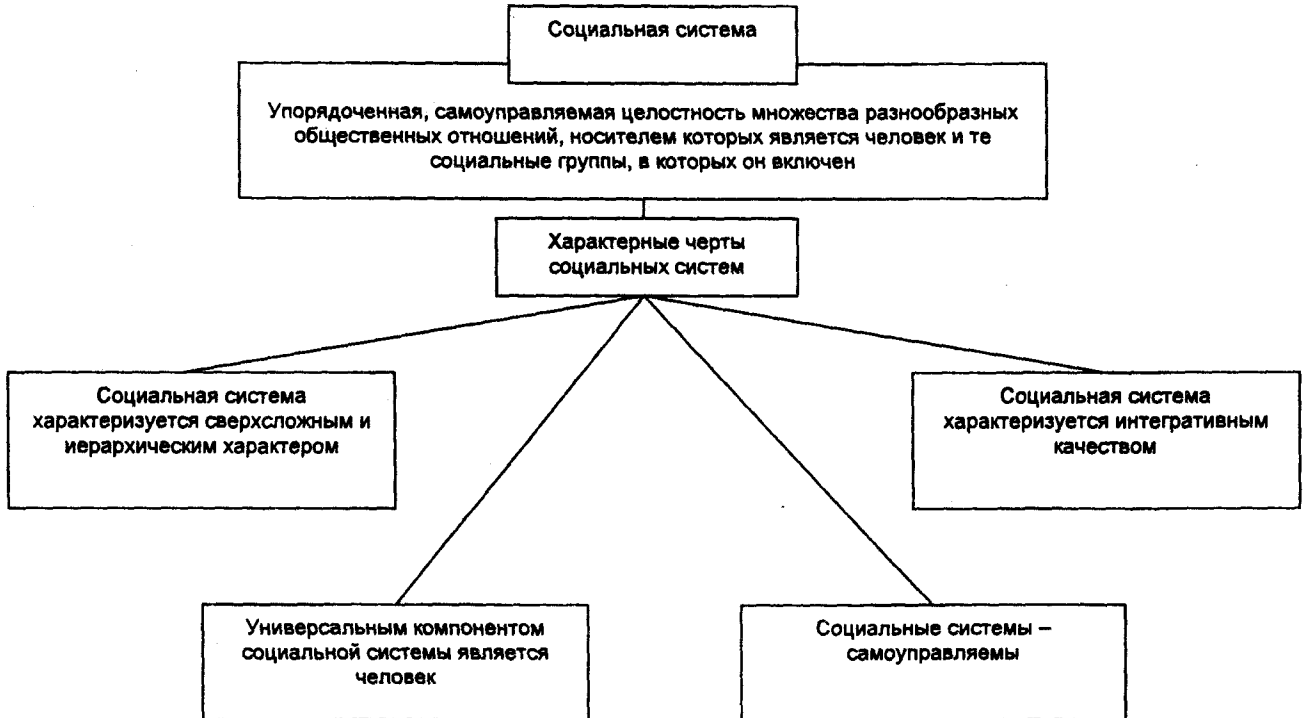 Социальная система
Упорядоченная, самоуправляемая целостность множества разнообразных
общественных отношений, носителем которых является человек и те
социальные группы, в которых он включен
Характерные черты
социальных систем
Социальная система
характеризуется сверхсложным и
иерархическим характером
Социальная система
характеризуется интегративным
качеством
Универсальным компонентом
социальной системы является
человек
Социальные системы –
самоуправляемы